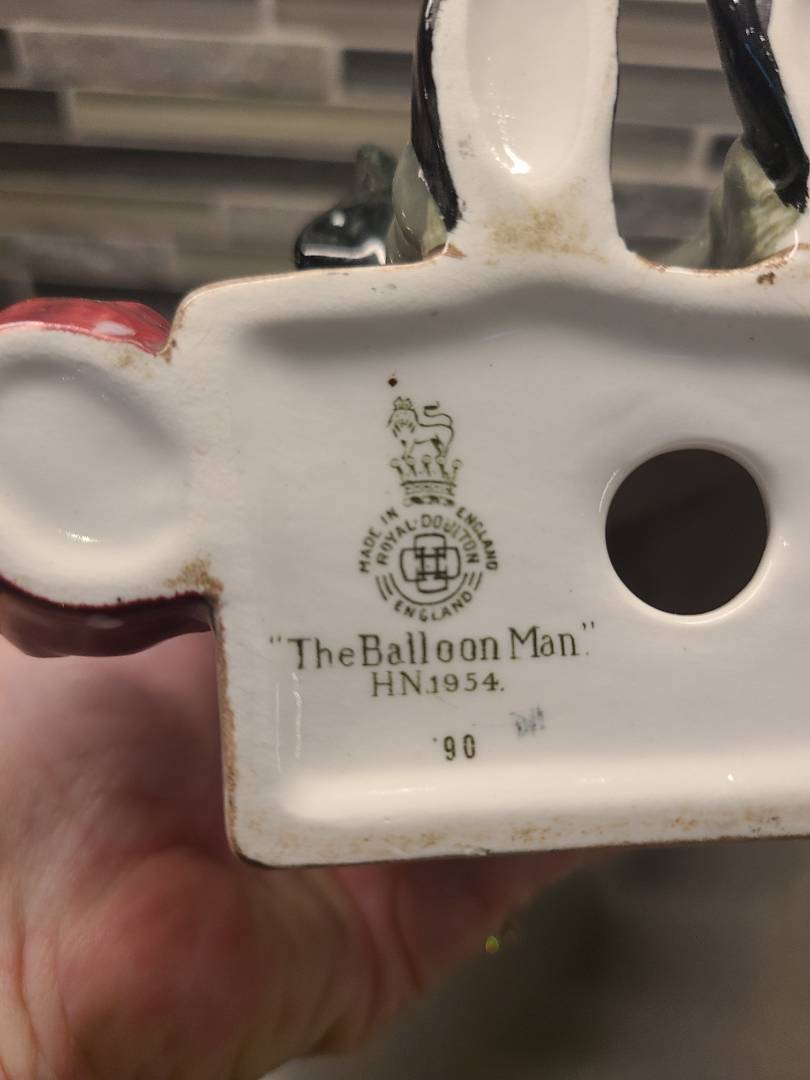 MADE IN ENGLAND
ROYAL·DOULTON
ENGLAND
"The Balloon Man."
HN.1954.
'90